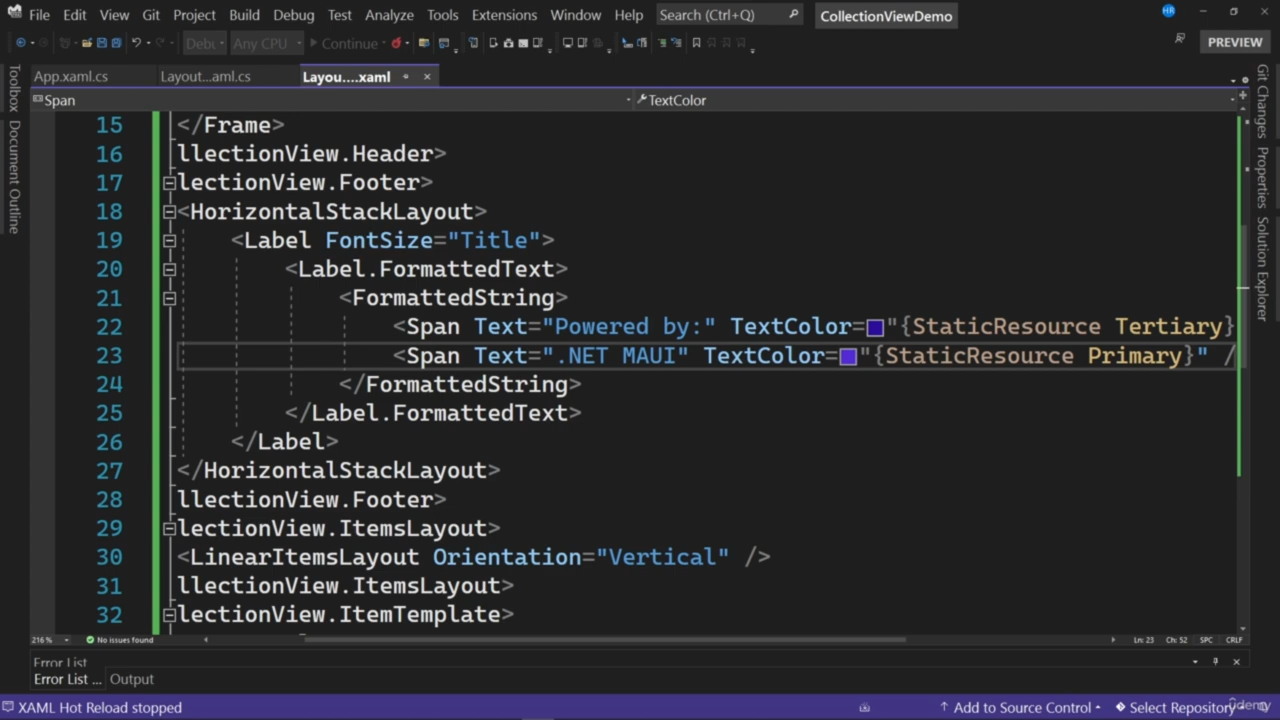 File Edit View Git Project Build Debug Test Analyze Tools Extensions Window Help Search (Ctrl+Q) CollectionViewDemo HR
Any CPU Continue PREVIEW
App.xaml.cs Layout...aml.cs Layou....xaml
Span TextColor
15 </Frame>
16 llectionView.Header>
17 lectionView.Footer>
18 <HorizontalStackLayout>
19 <Label FontSize="Title">
20 <Label.FormattedText>
21 <FormattedString>
22 <Span Text="Powered by:" TextColor="{StaticResource Tertiary}
23 <Span Text=".NET MAUI" TextColor="{StaticResource Primary}" /
24 </FormattedString>
25 </Label.FormattedText>
26 </Label>
27 </HorizontalStackLayout>
28 llectionView.Footer>
29 lectionView.ItemsLayout>
30 <LinearItemsLayout Orientation="Vertical" />
31 llectionView.ItemsLayout>
32 lectionView.ItemTemplate>
216 % No issues found Ln: 23 Ch: 52 SPC CRLF
Error List
Error List ... Output
XAML Hot Reload stopped Add to Source Control Select Repository
Udemy
Toolbox
Document Outline
Git Changes
Properties
Solution Explorer